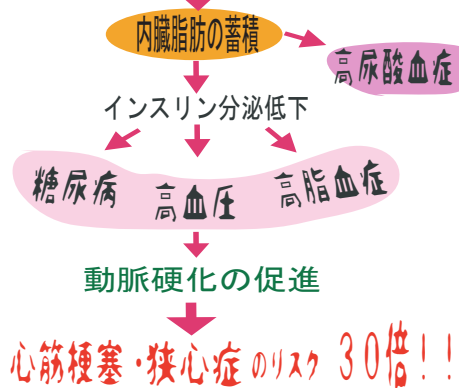 内臓脂肪の蓄積
高尿酸血症
インスリン分泌低下
糖尿病 高血圧 高脂血症
動脈硬化の促進
心筋梗塞・狭心症 のリスク 30倍!!